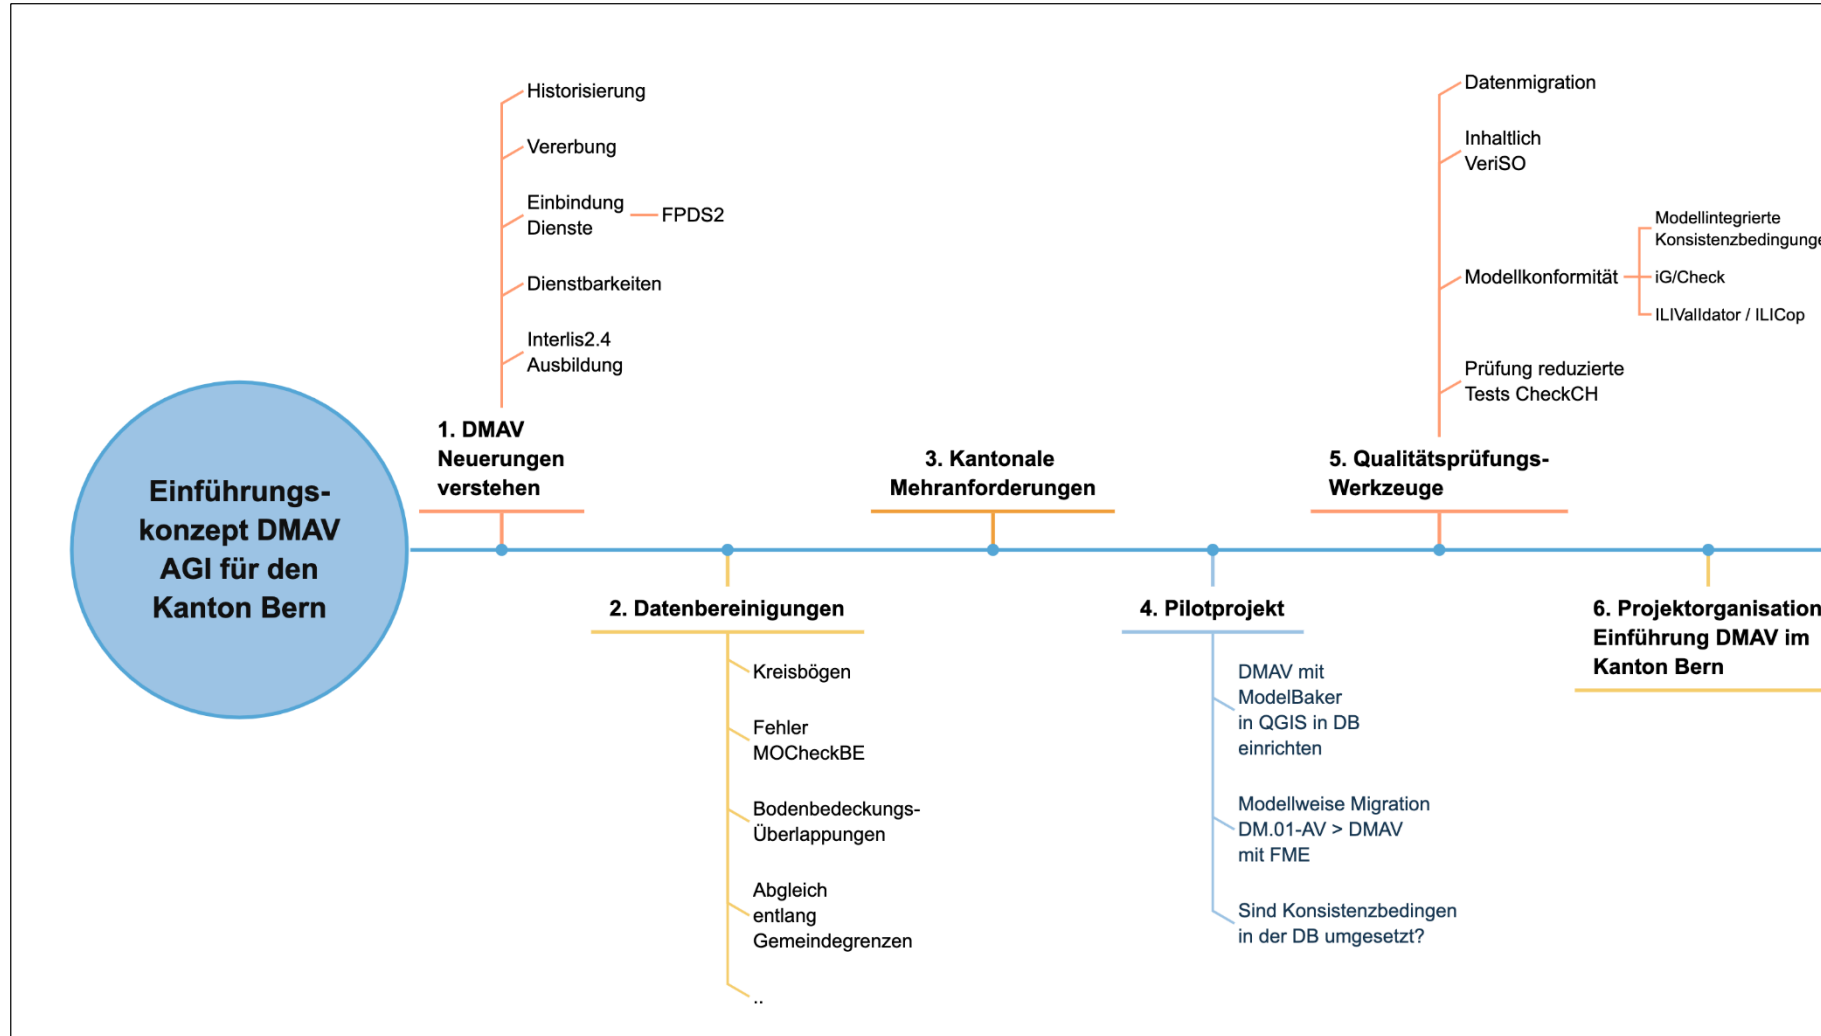 Einführungs-
konzept DMAV
AGI für den
Kanton Bern
Historisierung
Vererbung
Einbindung
Dienste
FPDS2
Dienstbarkeiten
Interlis2.4
Ausbildung
1. DMAV
Neuerungen
verstehen
2. Datenbereinigungen
Kreisbögen
Fehler
MOCheckBE
Bodenbedeckungs-
Überlappungen
Abgleich
entlang
Gemeindegrenzen
..
3. Kantonale
Mehranforderungen
4. Pilotprojekt
DMAV mit
ModelBaker
in QGIS in DB
einrichten
Modellweise Migration
DM.01-AV > DMAV
mit FME
Sind Konsistenzbedingen
in der DB umgesetzt?
Datenmigration
Inhaltlich
VeriSO
Modellkonformität
Modellintegrierte
Konsistenzbedingunge
iG/Check
ILIValIdator / ILICop
Prüfung reduzierte
Tests CheckCH
5. Qualitätsprüfungs-
Werkzeuge
6. Projektorganisation
Einführung DMAV im
Kanton Bern